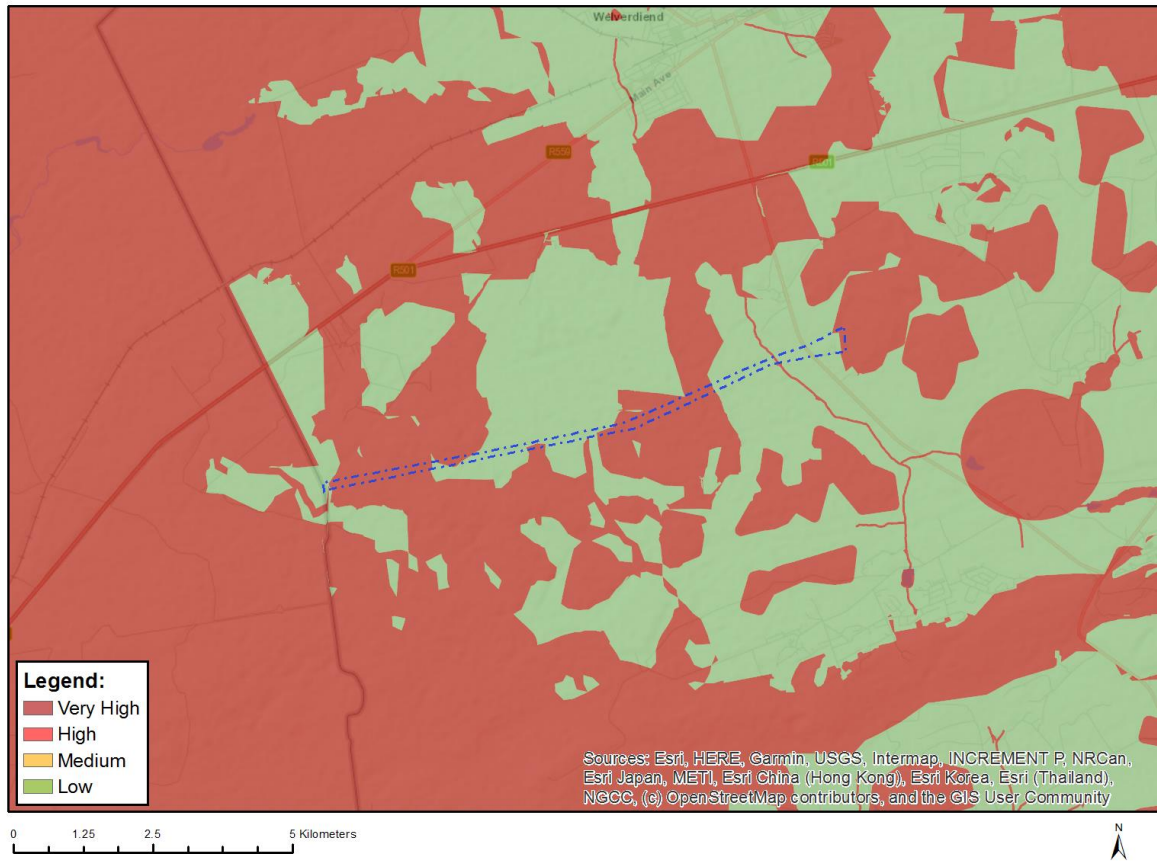 Welverdiend
Main Ave
R559
R501
Legend:
Very High
High
Medium
Low
Sources: Esri, HERE, Garmin, USGS, Intermap, INCREMENT P, NRCan,
Esri Japan, METI, Esri China (Hong Kong), Esri Korea, Esri (Thailand),
NGCC, (c) OpenStreetMap contributors, and the GIS User Community
0 1.25 2.5 5 Kilometers
N